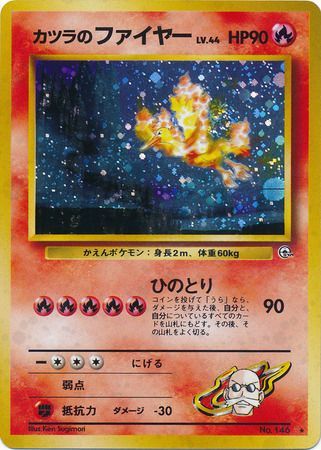 カツラのファイヤー LV.44 HP90
かえんポケモン：身長2m、体重60kg
ひのとり
コインを投げて「うら」なら、
ダメージを与えた後、自分と、
自分についているすべてのカード
を山札にもどす。その後、その
山札をよく切る。
90
にげる
弱点
抵抗力 ダメージ -30
Illus. Ken Sugimori
No. 146 ★